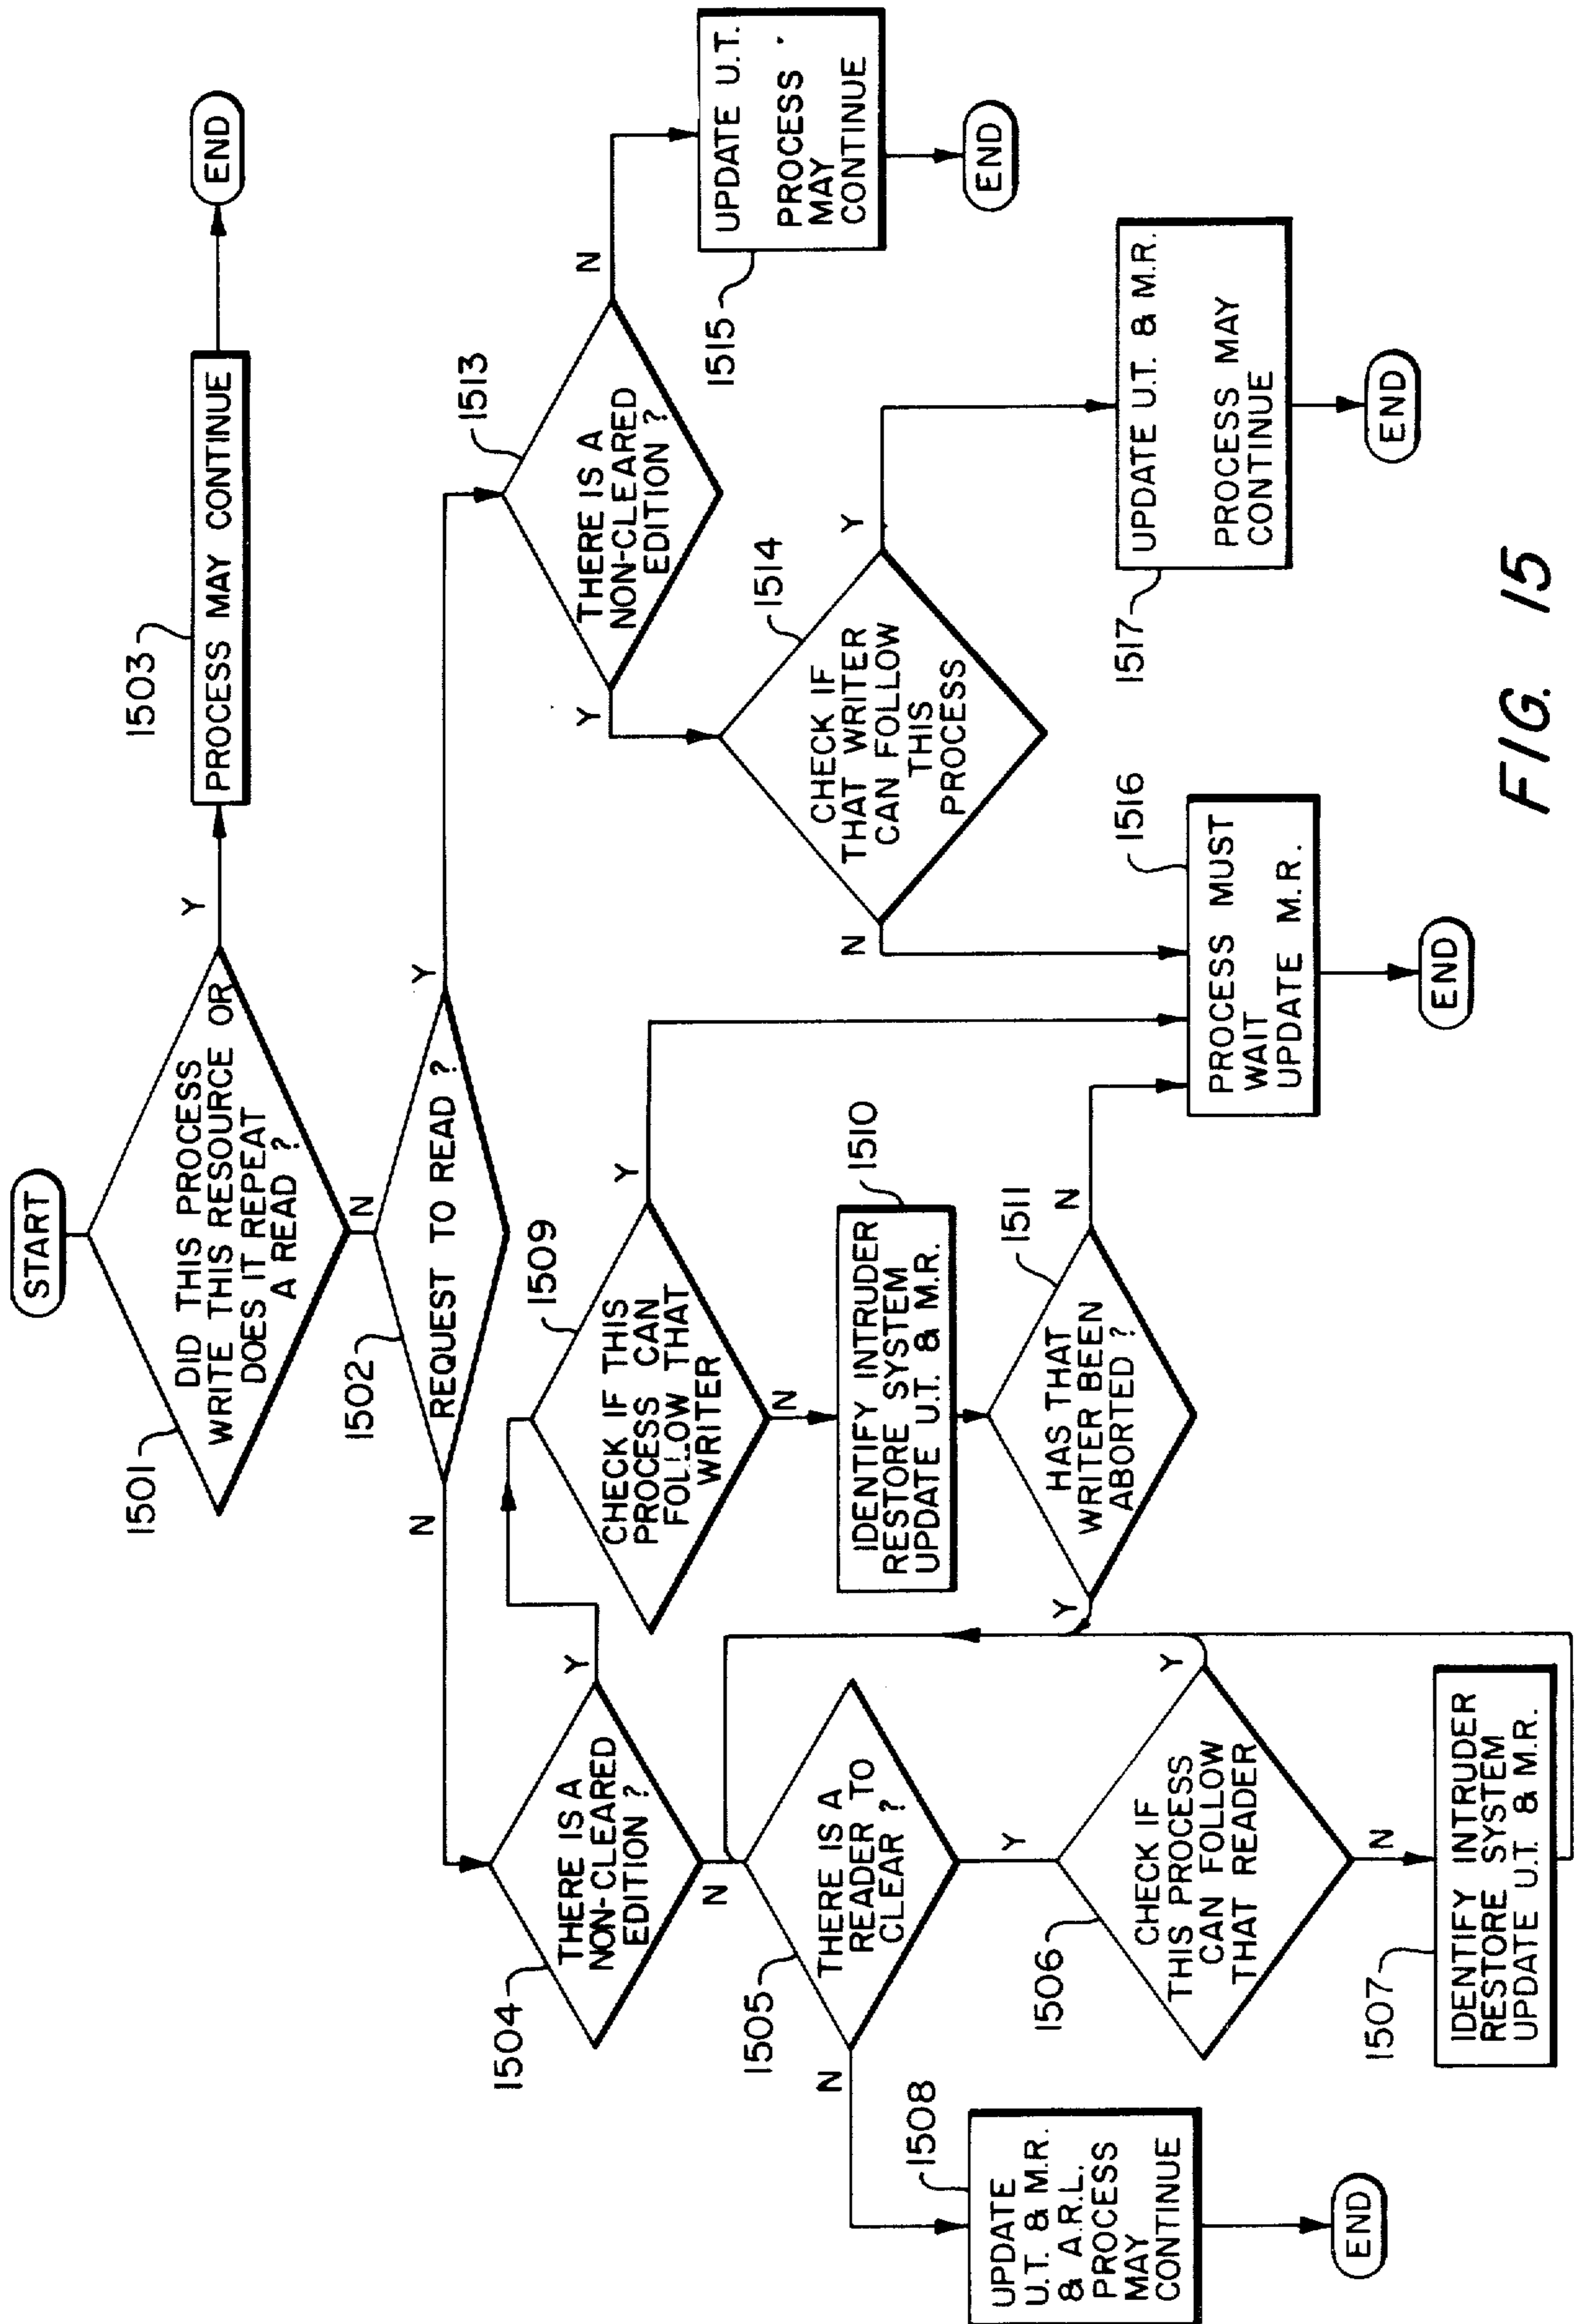 START
1501
DID THIS PROCESS
WRITE THIS RESOURCE OR
DOES IT REPEAT
A READ ?
Y
1503
PROCESS MAY CONTINUE
END
N
1502
REQUEST TO READ ?
N
Y
1504
THERE IS A
NON-CLEARED
EDITION ?
Y
N
1509
CHECK IF THIS
PROCESS CAN
FOLLOW THAT
WRITER
Y
N
1513
THERE IS A
NON-CLEARED
EDITION ?
Y
N
1515
UPDATE U.T.
PROCESS
MAY
CONTINUE
END
1505
THERE IS A
READER TO
CLEAR ?
N
Y
1510
IDENTIFY INTRUDER
RESTORE SYSTEM
UPDATE U.T. & M.R.
1514
CHECK IF
THAT WRITER
CAN FOLLOW
THIS
PROCESS
N
Y
1508
UPDATE
U.T. & M.R.
& A.R.L.
PROCESS
MAY
CONTINUE
END
1506
CHECK IF
THIS PROCESS
CAN FOLLOW
THAT READER
Y
N
1511
HAS THAT
WRITER BEEN
ABORTED ?
Y
N
1516
PROCESS MUST
WAIT
UPDATE M.R.
END
1517
UPDATE U.T. & M.R.
PROCESS MAY
CONTINUE
END
1507
IDENTIFY INTRUDER
RESTORE SYSTEM
UPDATE U.T. & M.R.
FIG. 15